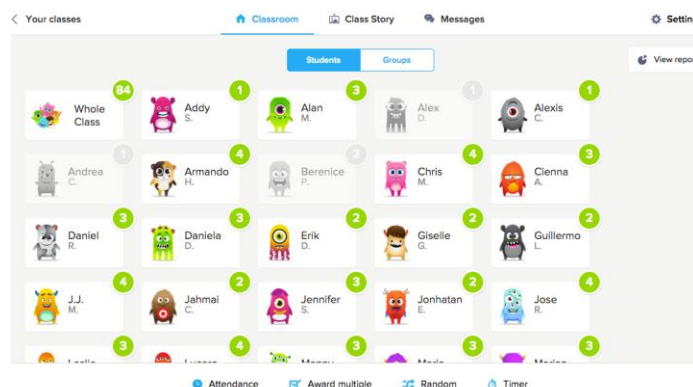 Your classes
Classroom
Class Story
Messages
Students
Groups
84
Whole
Class
1
Addy
S.
3
Alan
M.
1
Alex
D.
1
Alexis
C.
1
Andrea
C.
4
Armando
H.
2
Berenice
P.
4
Chris
M.
3
Cienna
A.
3
Daniel
R.
3
Daniela
D.
2
Erik
D.
2
Giselle
G.
2
Guillermo
L.
4
J.J.
M.
2
Jahmai
C.
3
Jennifer
S.
2
Jonhatan
E.
4
Jose
R.
3
4
3
3
3
Attendance
Award multiple
Random
Timer